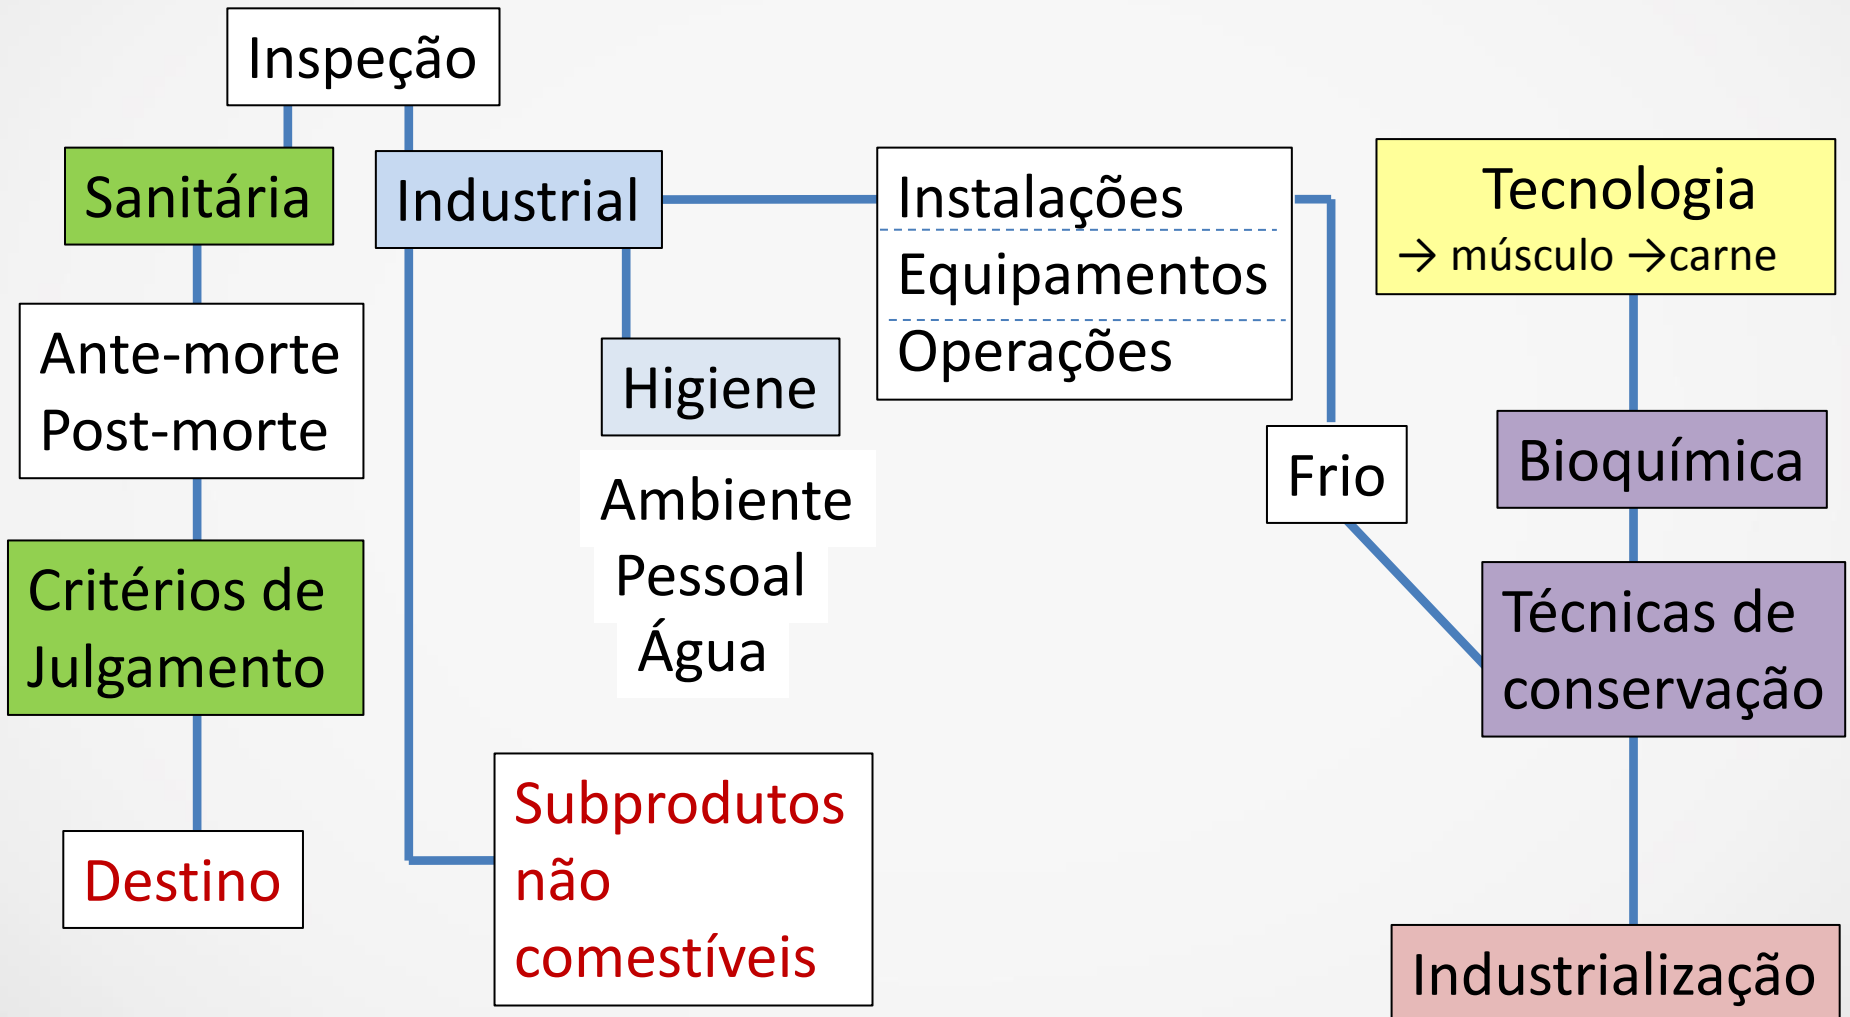 Inspeção
Sanitária
Industrial
Instalações
Equipamentos
Operações
Tecnologia
→ músculo →carne
Ante-morte
Post-morte
Higiene
Ambiente
Pessoal
Água
Frio
Bioquímica
Critérios de
Julgamento
Técnicas de
conservação
Destino
Subprodutos
não
comestíveis
Industrialização